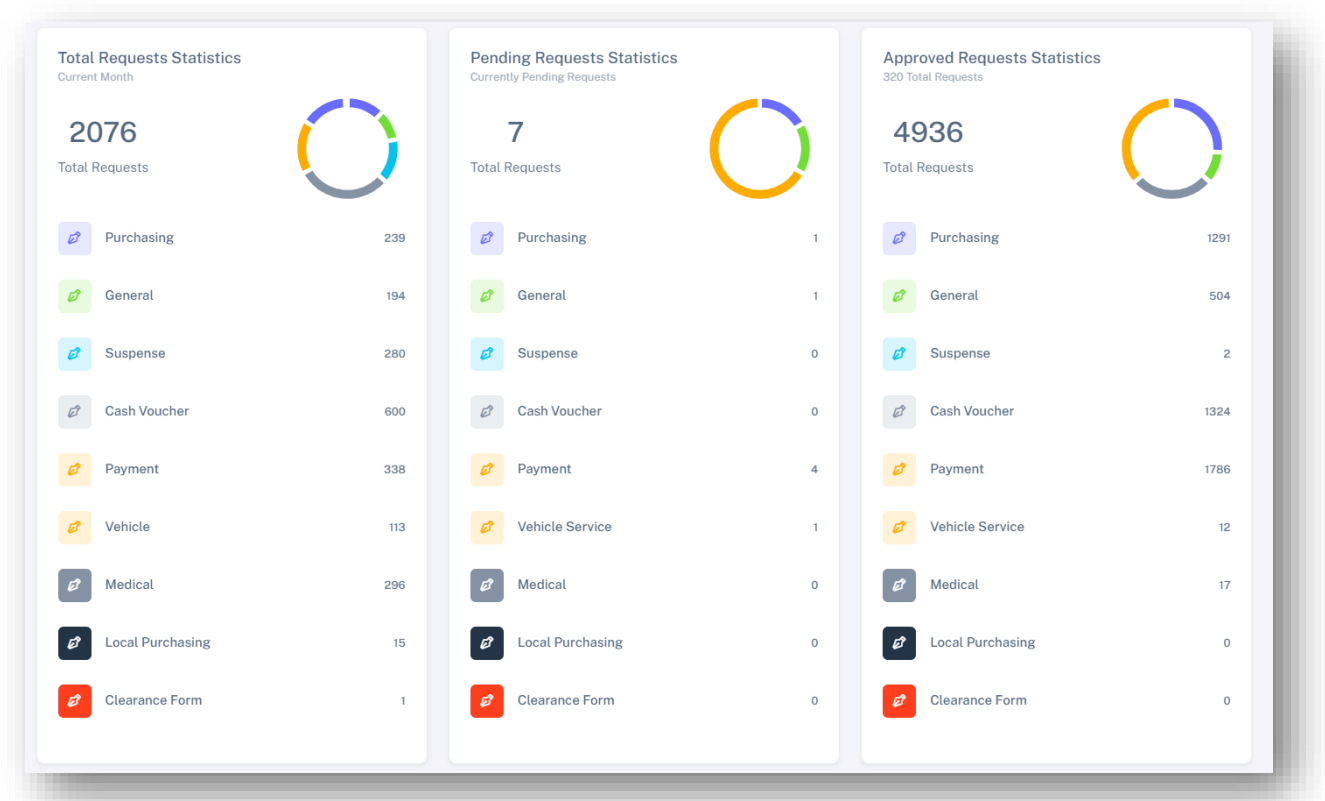 Total Requests Statistics
Current Month
2076
Total Requests
Purchasing 239
General 194
Suspense 280
Cash Voucher 600
Payment 338
Vehicle 113
Medical 296
Local Purchasing 15
Clearance Form 1
Pending Requests Statistics
Currently Pending Requests
7
Total Requests
Purchasing 1
General 1
Suspense 0
Cash Voucher 0
Payment 4
Vehicle Service 1
Medical 0
Local Purchasing 0
Clearance Form 0
Approved Requests Statistics
320 Total Requests
4936
Total Requests
Purchasing 1291
General 504
Suspense 2
Cash Voucher 1324
Payment 1786
Vehicle Service 12
Medical 17
Local Purchasing 0
Clearance Form 0